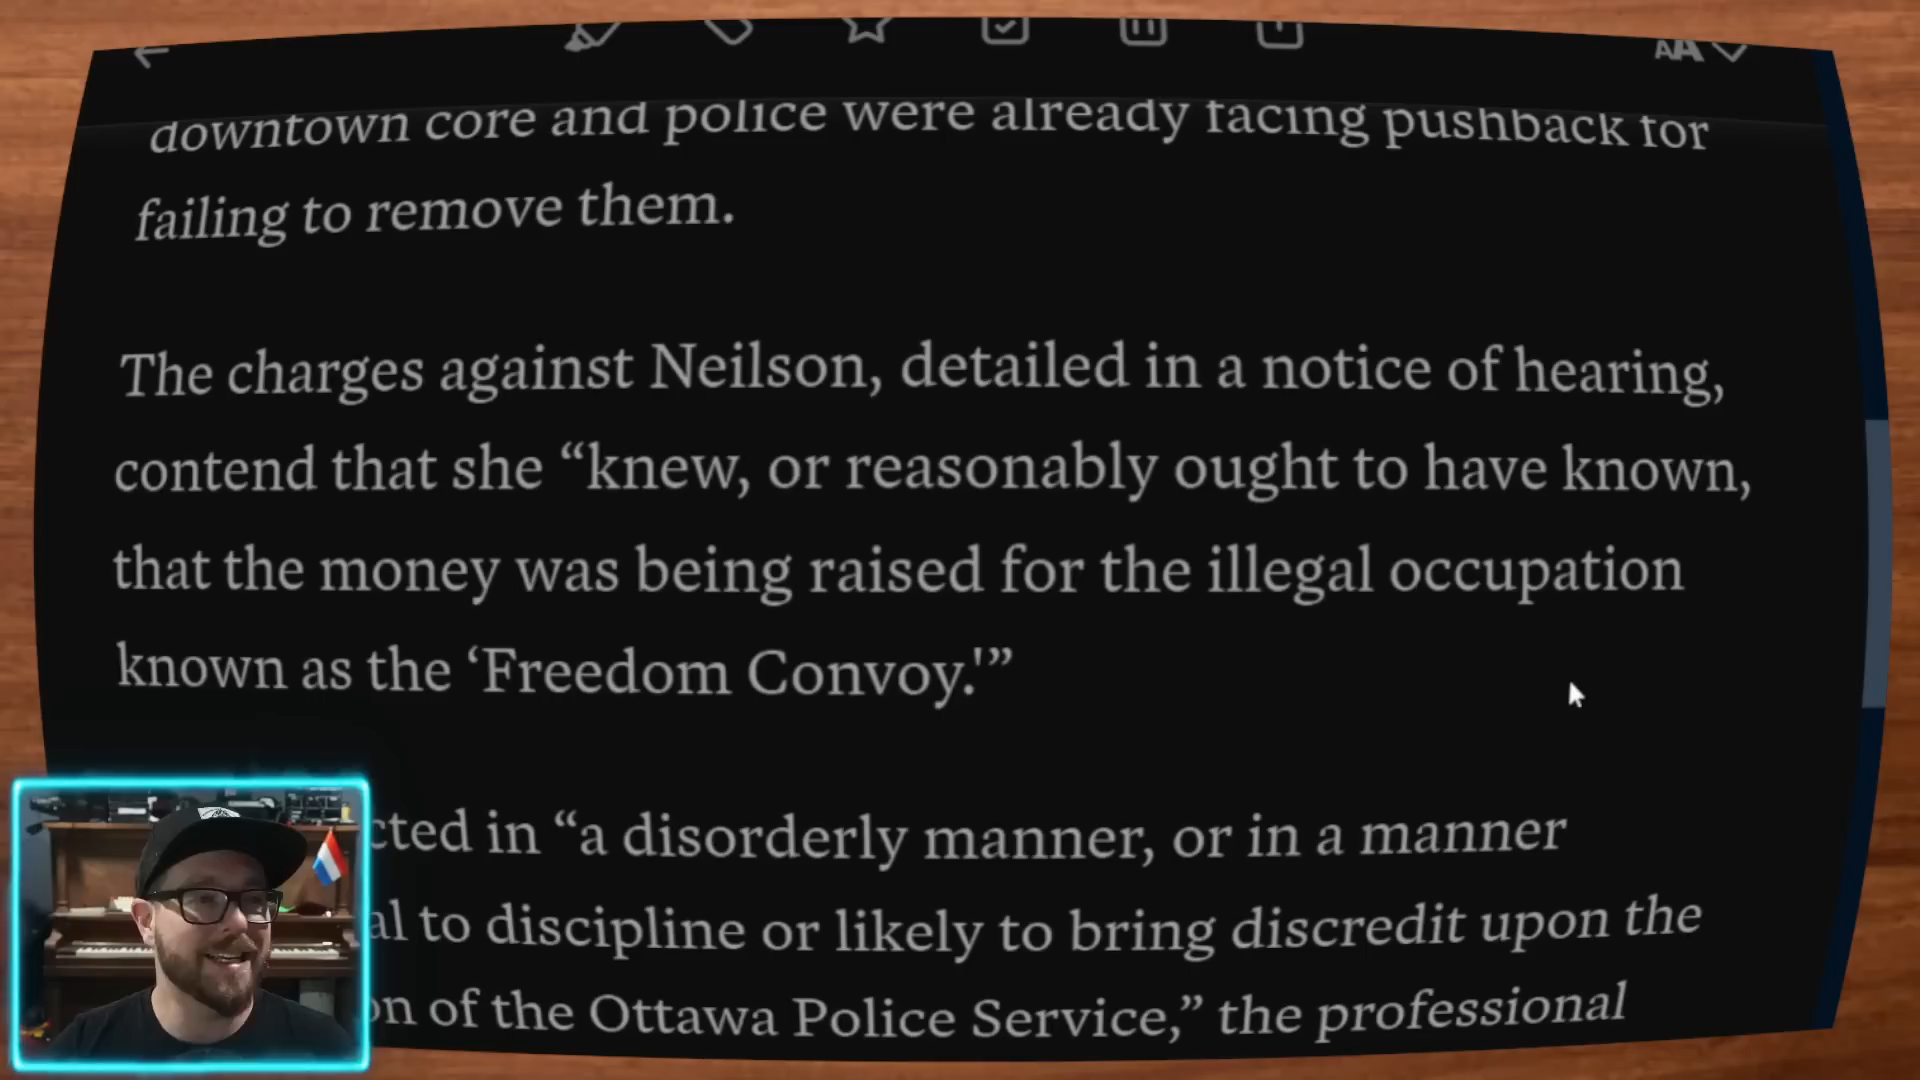 AA
downtown core and police were already facing pushback for
failing to remove them.
The charges against Neilson, detailed in a notice of hearing,
contend that she “knew, or reasonably ought to have known,
that the money was being raised for the illegal occupation
known as the ‘Freedom Convoy.'”
cted in “a disorderly manner, or in a manner
al to discipline or likely to bring discredit upon the
on of the Ottawa Police Service,” the professional